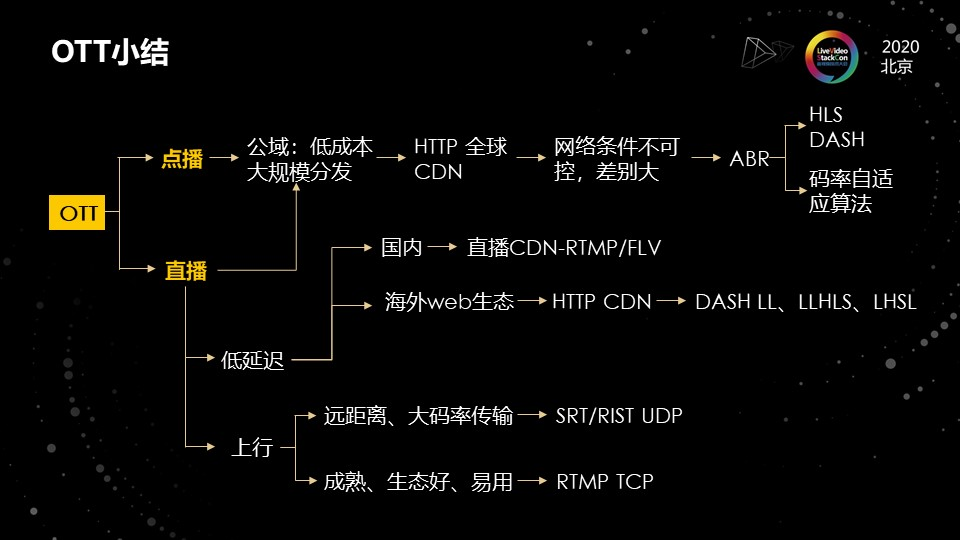 OTT小结
LiveVideo
StackCon
2020
北京
OTT
点播
公域：低成本
大规模分发
HTTP 全球
CDN
网络条件不可
控，差别大
ABR
HLS
DASH
码率自适
应算法
直播
国内
直播CDN-RTMP/FLV
海外web生态
HTTP CDN
DASH LL、LLHLS、LHSL
低延迟
上行
远距离、大码率传输
SRT/RIST UDP
成熟、生态好、易用
RTMP TCP